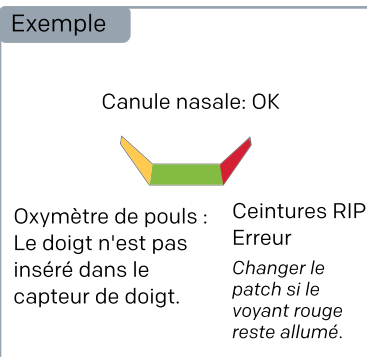 Exemple
Canule nasale: OK
Oxymètre de pouls :
Le doigt n'est pas
inséré dans le
capteur de doigt.
Ceintures RIP
Erreur
Changer le
patch si le
voyant rouge
reste allumé.